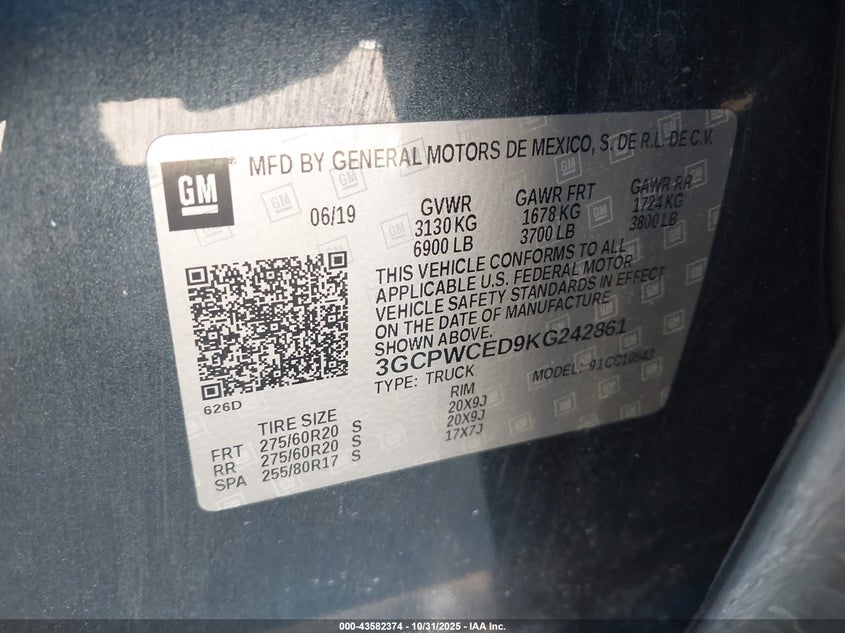 GM
MFD BY GENERAL MOTORS DE MEXICO, S. DE R.L. DE C.V.
06/19
GVWR GAWR FRT GAWR RR
3130 KG 1678 KG 1724 KG
6900 LB 3700 LB 3800 LB
THIS VEHICLE CONFORMS TO ALL
APPLICABLE U.S. FEDERAL MOTOR
VEHICLE SAFETY STANDARDS IN EFFECT
ON THE DATE OF MANUFACTURE
SHOWN ABOVE.
3GCPWCED9KG242861
TYPE: TRUCK MODEL: 91CC10543
626D
TIRE SIZE RIM
FRT 275/60R20 S 20X9J
RR 275/60R20 S 20X9J
SPA 255/80R17 S 17X7J
000-43582374 - 10/31/2025 - IAA Inc.